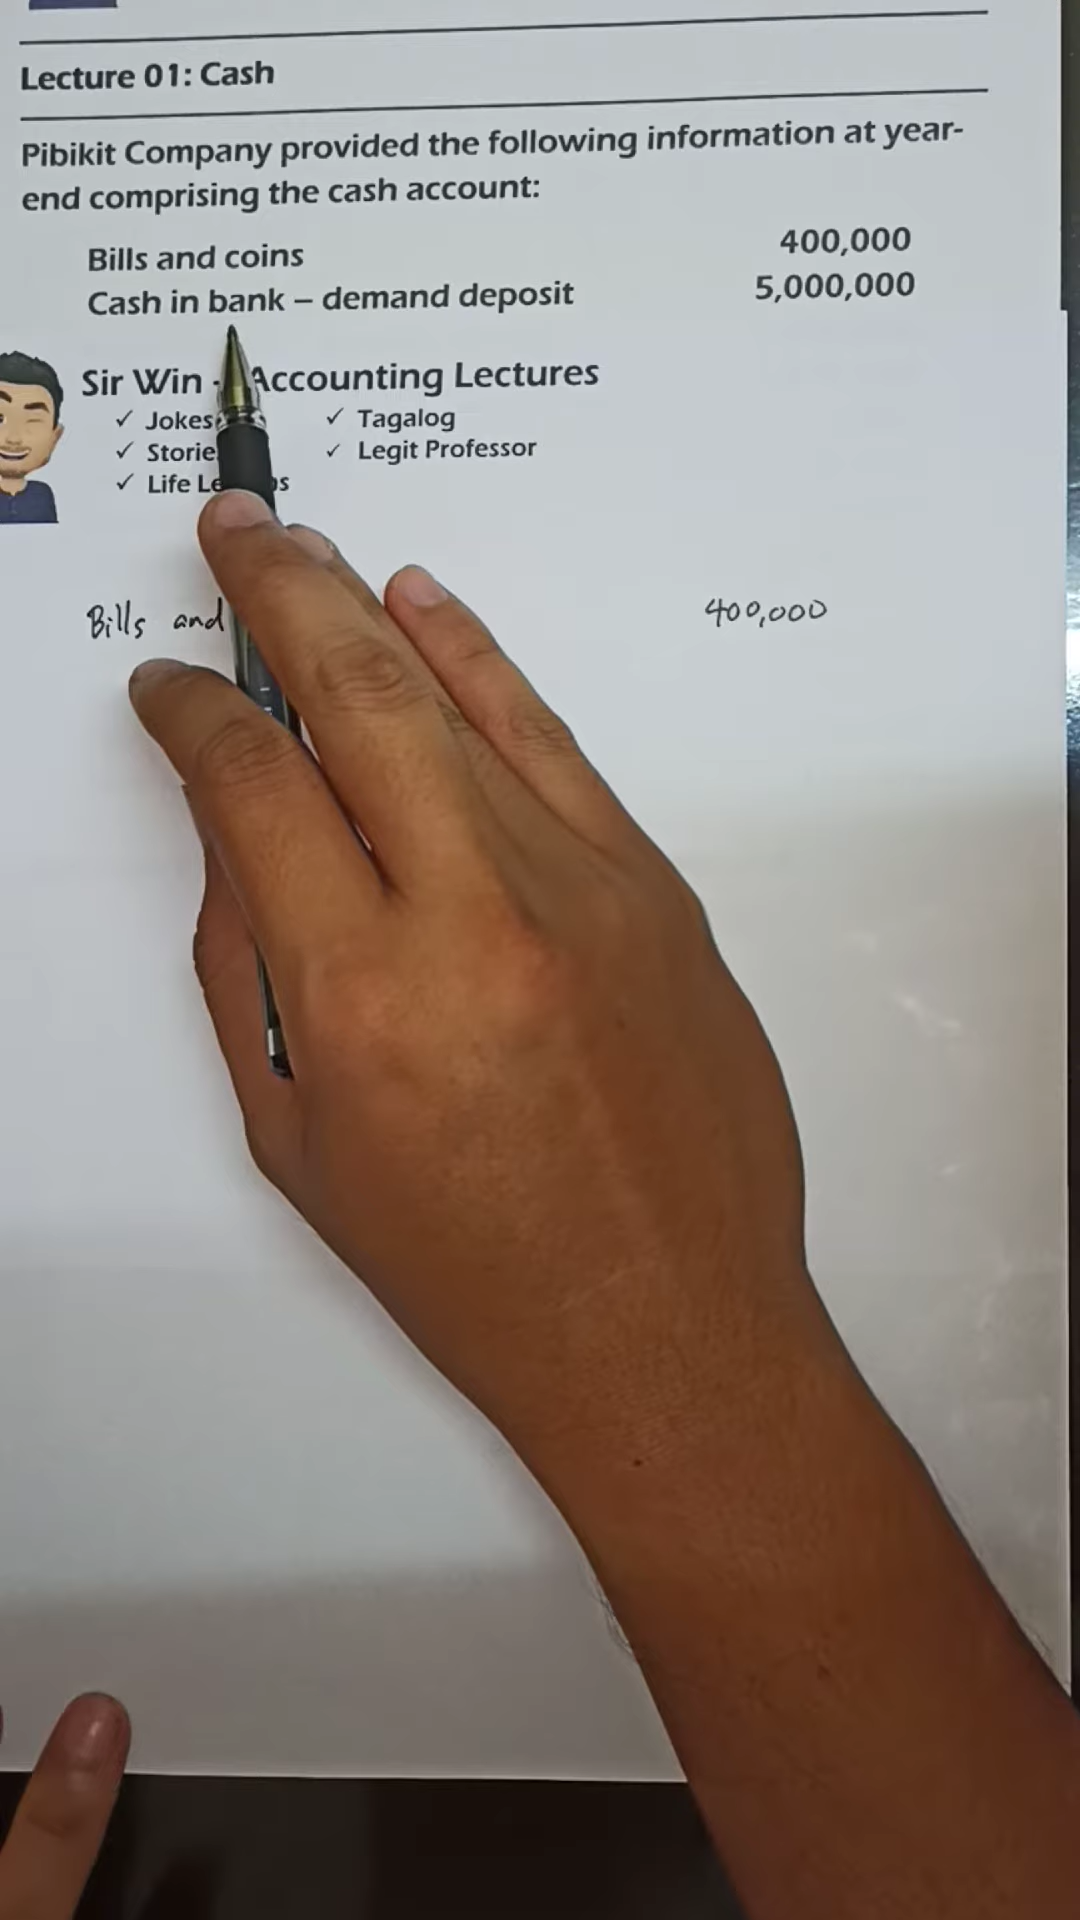 Lecture 01: Cash
Pibikit Company provided the following information at year-
end comprising the cash account:
Bills and coins 400,000
Cash in bank – demand deposit 5,000,000
Sir Win - Accounting Lectures
✓ Jokes ✓ Tagalog
✓ Stories ✓ Legit Professor
✓ Life
Bills and 400,000